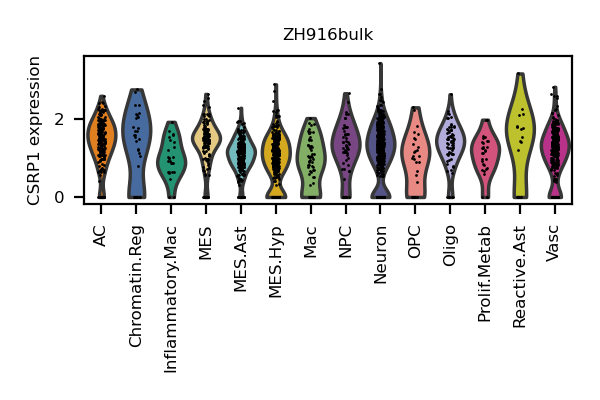 ZH916bulk
CSRP1 expression
2
0
AC
Chromatin.Reg
Inflammatory.Mac
MES
MES.Ast
MES.Hyp
Mac
NPC
Neuron
OPC
Oligo
Prolif.Metab
Reactive.Ast
Vasc